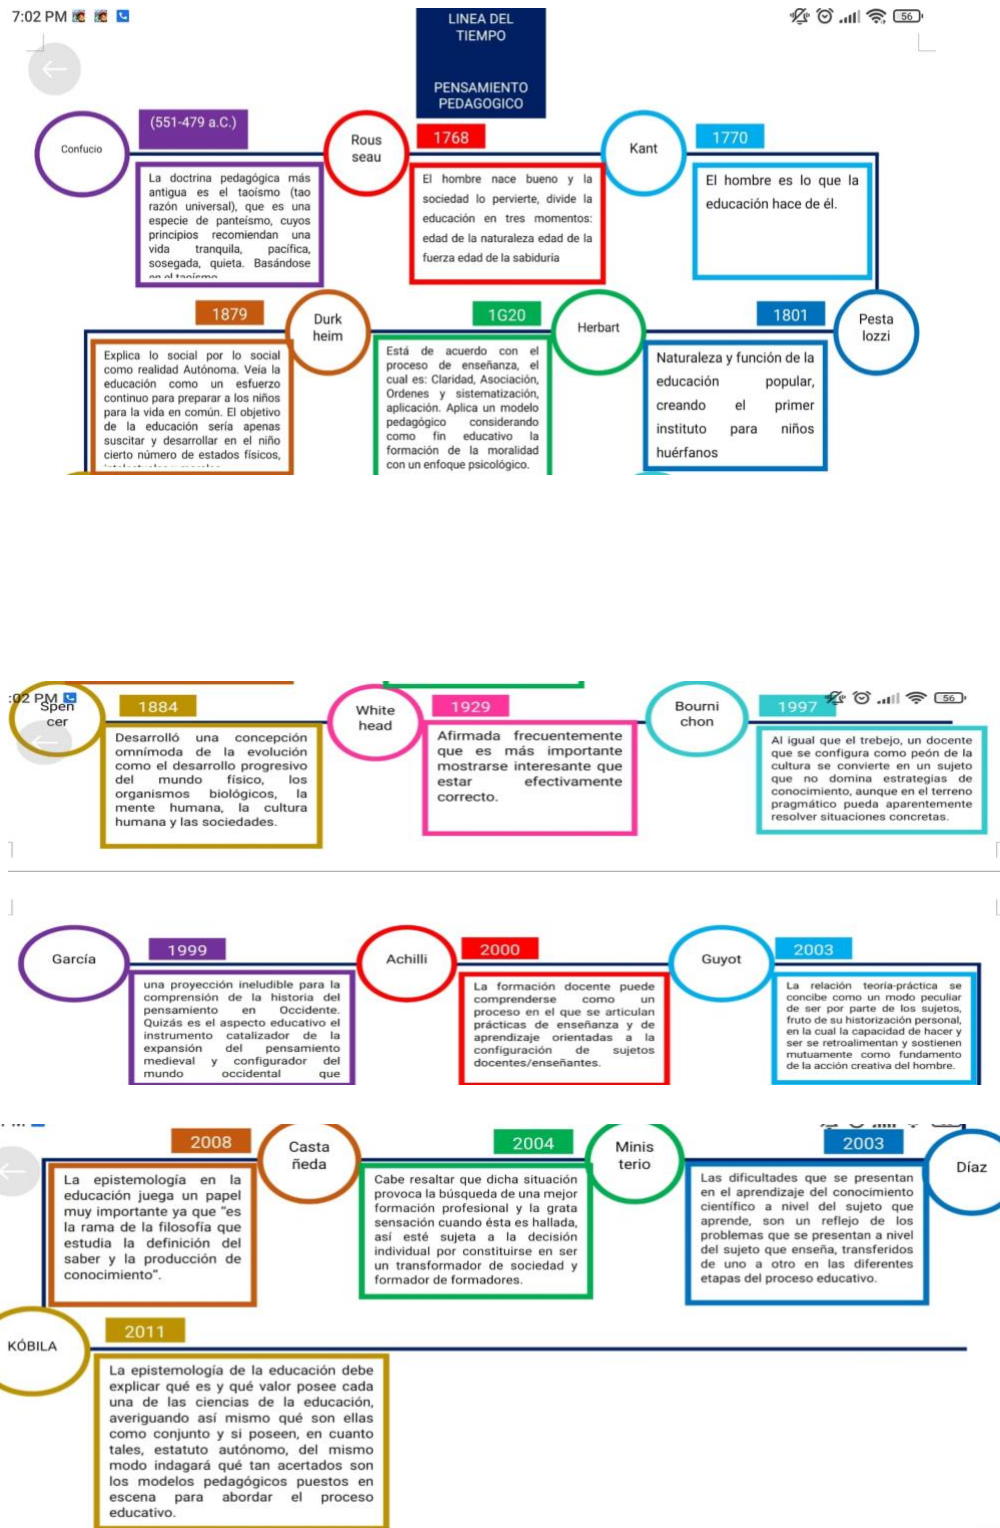 7:02 PM
56
LINEA DEL
TIEMPO
PENSAMIENTO
PEDAGOGICO
Confucio
(551-479 a.C.)
La doctrina pedagógica más
antigua es el taoísmo (tao
razón universal), que es una
especie de panteísmo, cuyos
principios recomiendan una
vida tranquila, pacífica,
sosegada, quieta. Basándose
en el taoísmo
Rous
seau
1768
El hombre nace bueno y la
sociedad lo pervierte, divide la
educación en tres momentos:
edad de la naturaleza edad de la
fuerza edad de la sabiduría
Kant
1770
El hombre es lo que la
educación hace de él.
Pesta
lozzi
1801
Naturaleza y función de la
educación popular,
creando el primer
instituto para niños
huérfanos
Herbart
1G20
Está de acuerdo con el
proceso de enseñanza, el
cual es: Claridad, Asociación,
Ordenes y sistematización,
aplicación. Aplica un modelo
pedagógico considerando
como fin educativo la
formación de la moralidad
con un enfoque psicológico.
Durk
heim
1879
Explica lo social por lo social
como realidad Autónoma. Veía la
educación como un esfuerzo
continuo para preparar a los niños
para la vida en común. El objetivo
de la educación sería apenas
suscitar y desarrollar en el niño
cierto número de estados físicos,
:02 PM
56
Spen
cer
1884
Desarrolló una concepción
omnímoda de la evolución
como el desarrollo progresivo
del mundo físico, los
organismos biológicos, la
mente humana, la cultura
humana y las sociedades.
White
head
1929
Afirmada frecuentemente
que es más importante
mostrarse interesante que
estar efectivamente
correcto.
Bourni
chon
1997
Al igual que el trebejo, un docente
que se configura como peón de la
cultura se convierte en un sujeto
que no domina estrategias de
conocimiento, aunque en el terreno
pragmático pueda aparentemente
resolver situaciones concretas.
García
1999
una proyección ineludible para la
comprensión de la historia del
pensamiento en Occidente.
Quizás es el aspecto educativo el
instrumento catalizador de la
expansión del pensamiento
medieval y configurador del
mundo occidental que
Achilli
2000
La formación docente puede
comprenderse como un
proceso en el que se articulan
prácticas de enseñanza y de
aprendizaje orientadas a la
configuración de sujetos
docentes/enseñantes.
Guyot
2003
La relación teoría-práctica se
concibe como un modo peculiar
de ser por parte de los sujetos,
fruto de su historización personal,
en la cual la capacidad de hacer y
ser se retroalimentan y sostienen
mutuamente como fundamento
de la acción creativa del hombre.
Díaz
2003
Las dificultades que se presentan
en el aprendizaje del conocimiento
científico a nivel del sujeto que
aprende, son un reflejo de los
problemas que se presentan a nivel
del sujeto que enseña, transferidos
de uno a otro en las diferentes
etapas del proceso educativo.
Minis
terio
2004
Cabe resaltar que dicha situación
provoca la búsqueda de una mejor
formación profesional y la grata
sensación cuando ésta es hallada,
así esté sujeta a la decisión
individual por constituirse en ser
un transformador de sociedad y
formador de formadores.
Casta
ñeda
2008
La epistemología en la
educación juega un papel
muy importante ya que “es
la rama de la filosofía que
estudia la definición del
saber y la producción de
conocimiento”.
KÓBILA
2011
La epistemología de la educación debe
explicar qué es y qué valor posee cada
una de las ciencias de la educación,
averiguando así mismo qué son ellas
como conjunto y si poseen, en cuanto
tales, estatuto autónomo, del mismo
modo indagará qué tan acertados son
los modelos pedagógicos puestos en
escena para abordar el proceso
educativo.